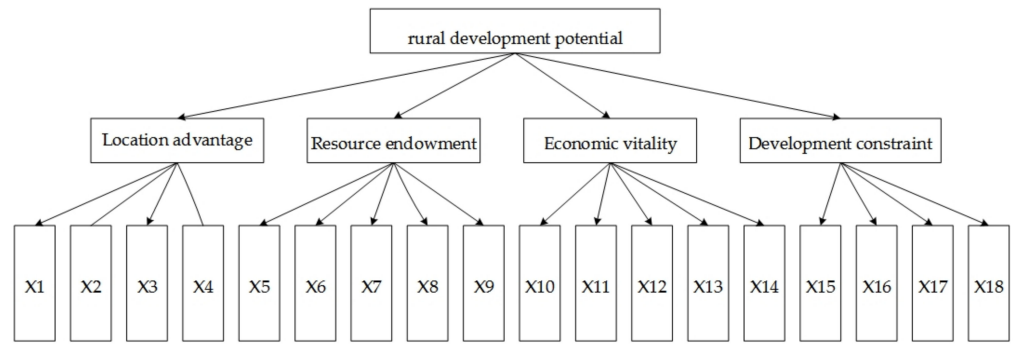 rural development potential
Location advantage
Resource endowment
Economic vitality
Development constraint
X1
X2
X3
X4
X5
X6
X7
X8
X9
X10
X11
X12
X13
X14
X15
X16
X17
X18